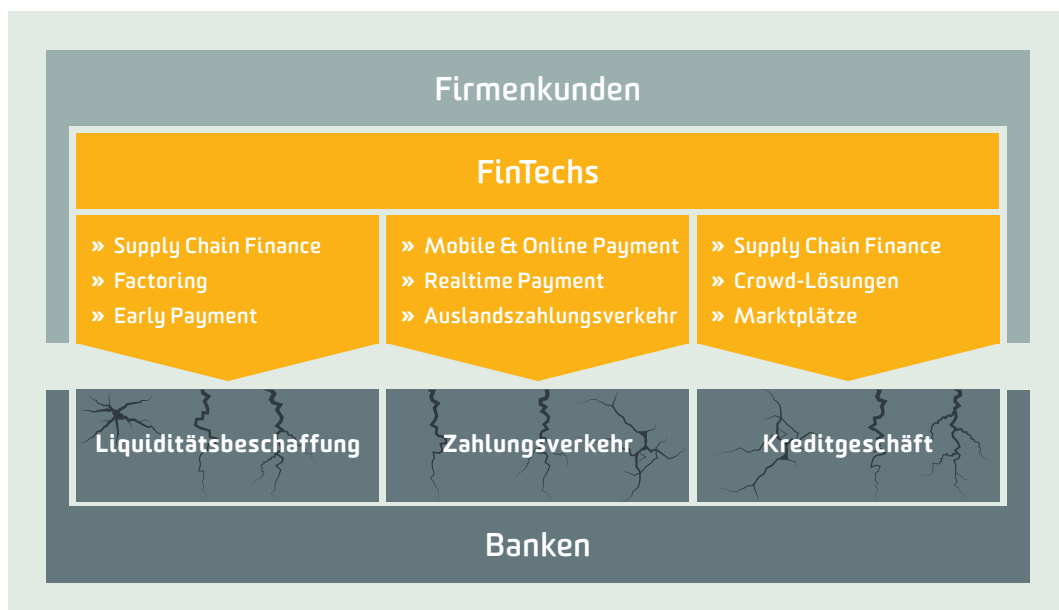 Firmenkunden
FinTechs
» Supply Chain Finance
» Factoring
» Early Payment
» Mobile & Online Payment
» Realtime Payment
» Auslandszahlungsverkehr
» Supply Chain Finance
» Crowd-Lösungen
» Marktplätze
Liquiditätsbeschaffung
Zahlungsverkehr
Kreditgeschäft
Banken